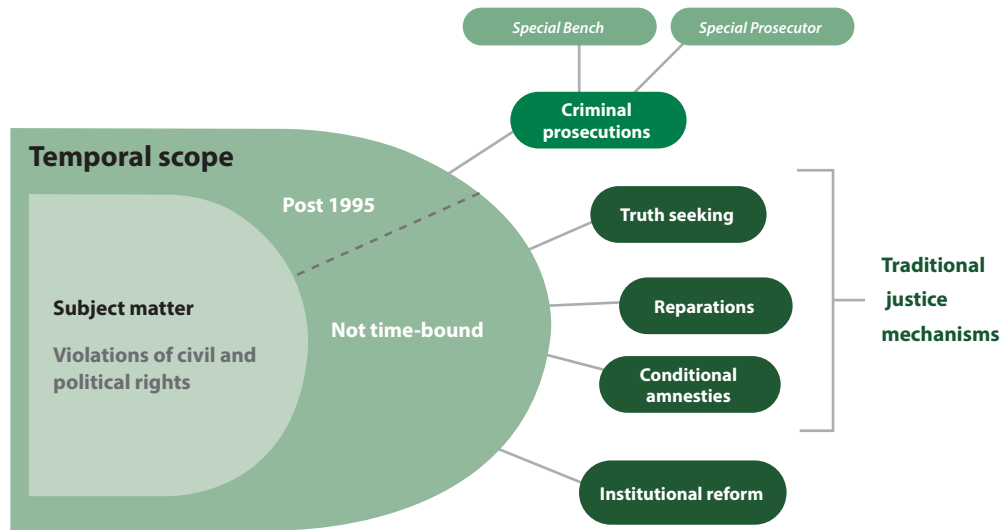 Special Bench
Special Prosecutor
Criminal
prosecutions
Temporal scope
Post 1995
Truth seeking
Traditional
justice
mechanisms
Subject matter
Reparations
Not time-bound
Violations of civil and
political rights
Conditional
amnesties
Institutional reform